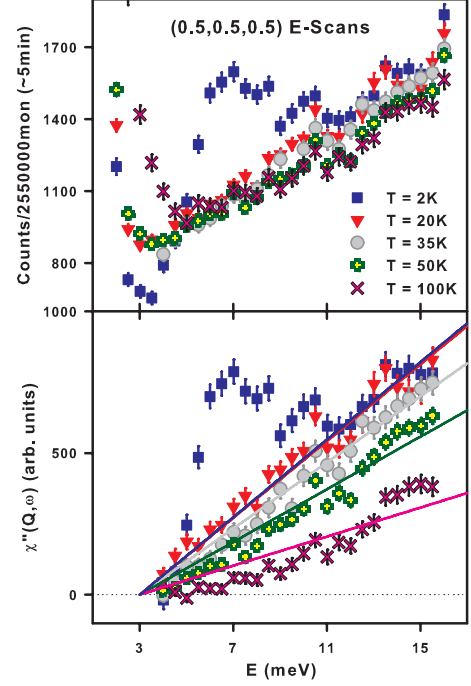 (0.5,0.5,0.5) E-Scans
Counts/2550000mon (~5min)
1700
1400
1100
800
T = 2K
T = 20K
T = 35K
T = 50K
T = 100K
1000
χ''(Q,ω) (arb. units)
500
0
3 7 11 15
E (meV)